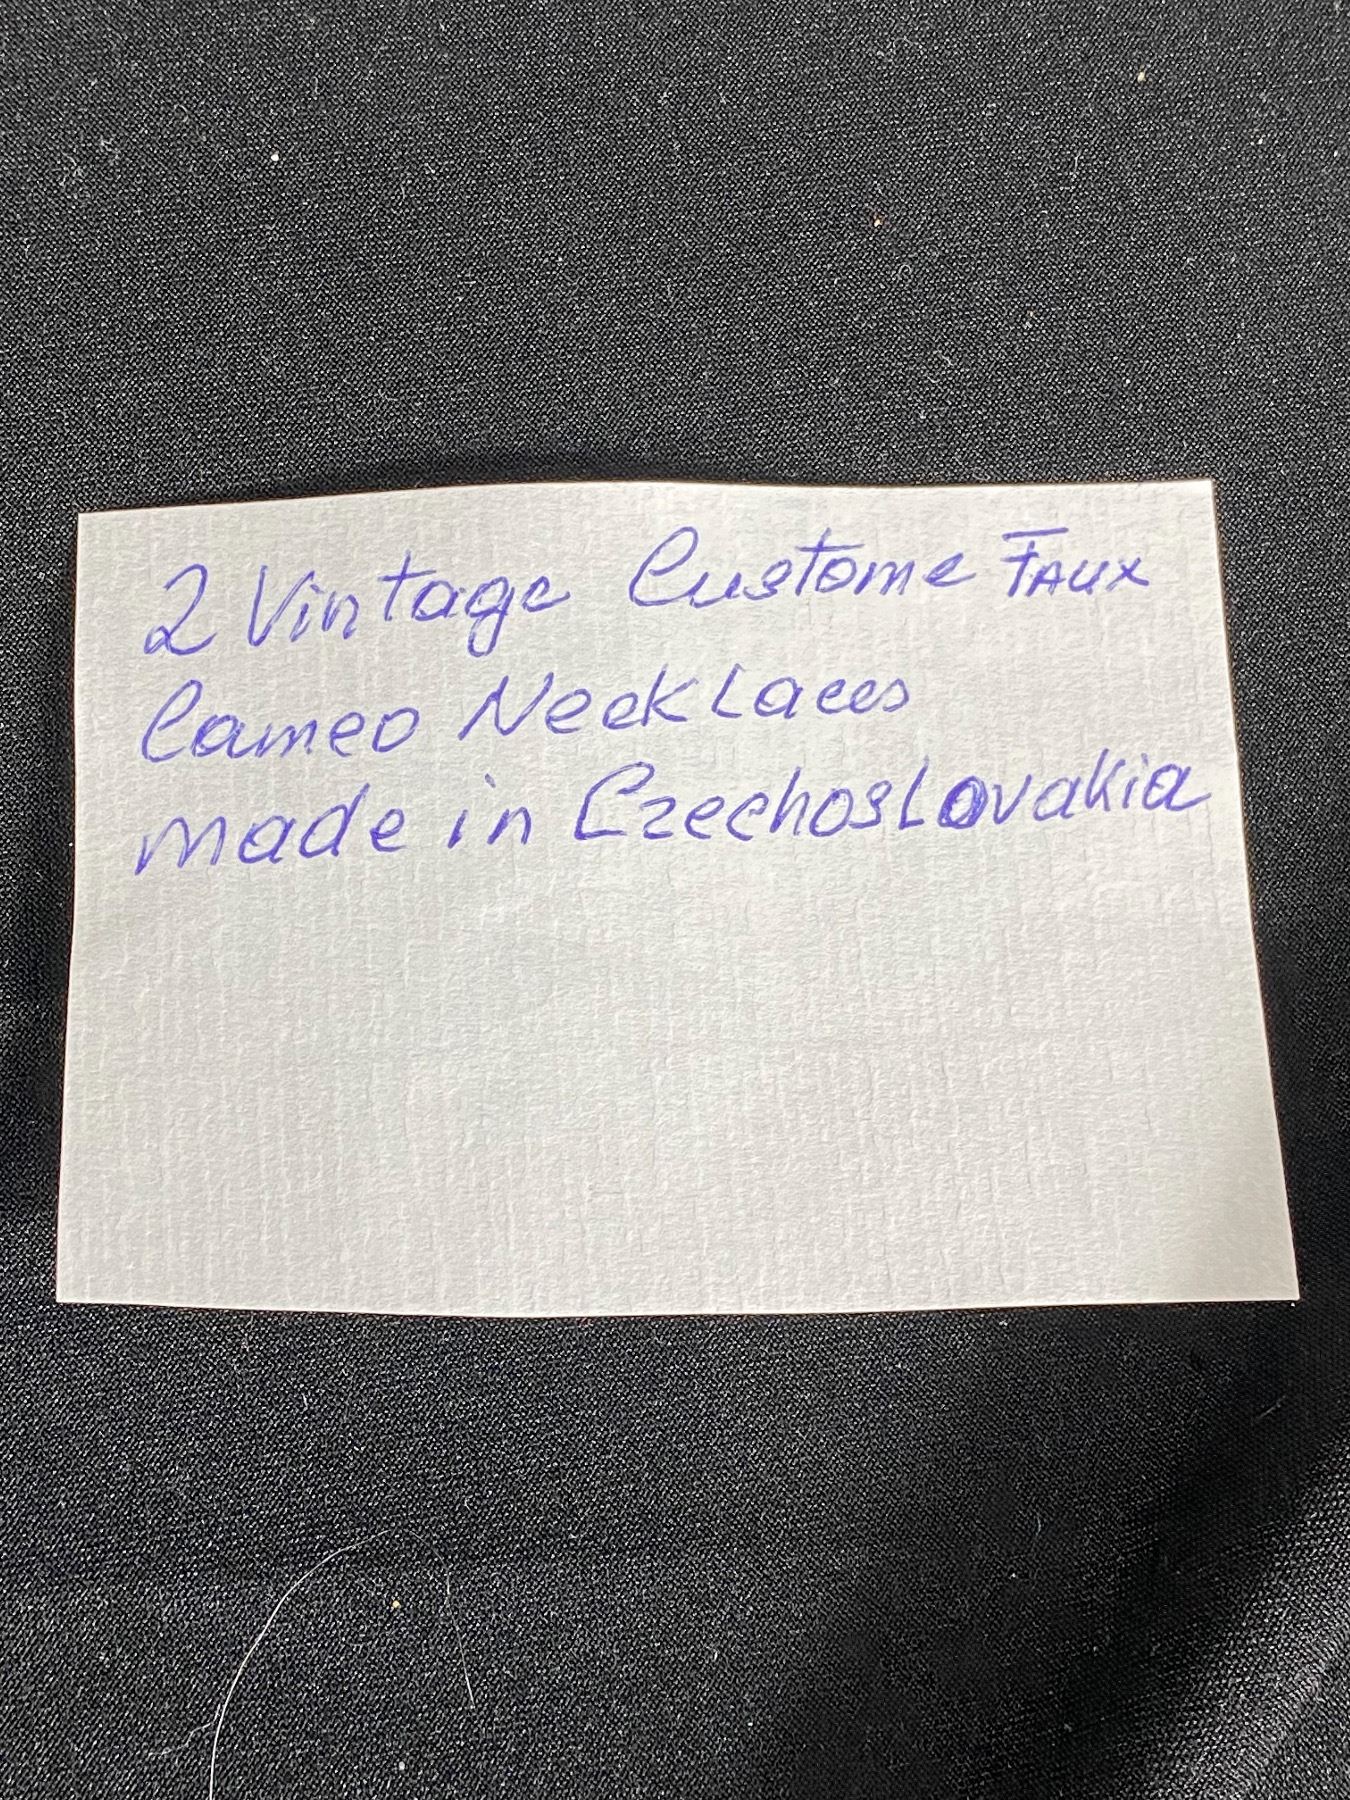 2 Vintage Custome Faux
Cameo Necklaces
made in Czechoslovakia